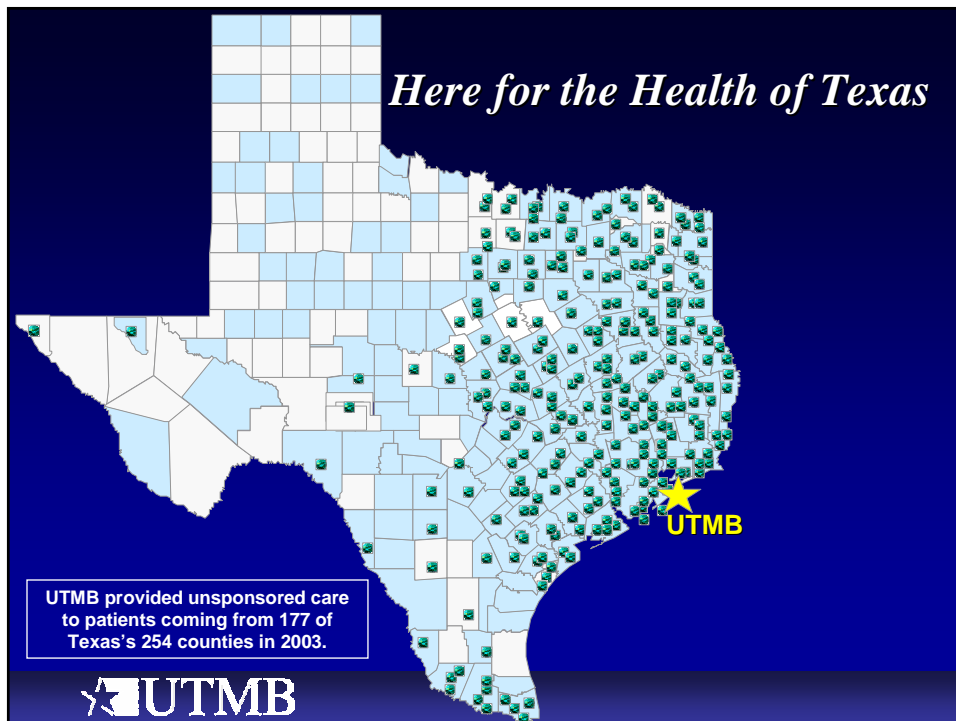 Here for the Health of Texas
UTMB
UTMB provided unsponsored care
to patients coming from 177 of
Texas's 254 counties in 2003.
UTMB